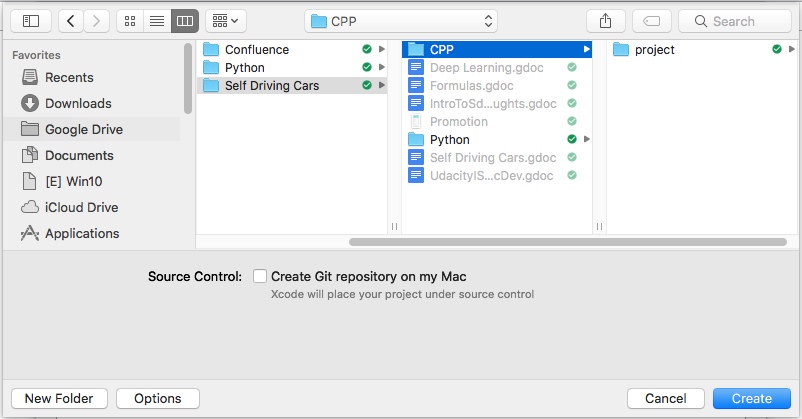 CPP
Search
Favorites
Recents
Downloads
Google Drive
Documents
[E] Win10
iCloud Drive
Applications
Confluence
Python
Self Driving Cars
CPP
Deep Learning.gdoc
Formulas.gdoc
IntroToSd...ughts.gdoc
Promotion
Python
Self Driving Cars.gdoc
UdacityIS...cDev.gdoc
project
Source Control: Create Git repository on my Mac
Xcode will place your project under source control
New Folder Options Cancel Create